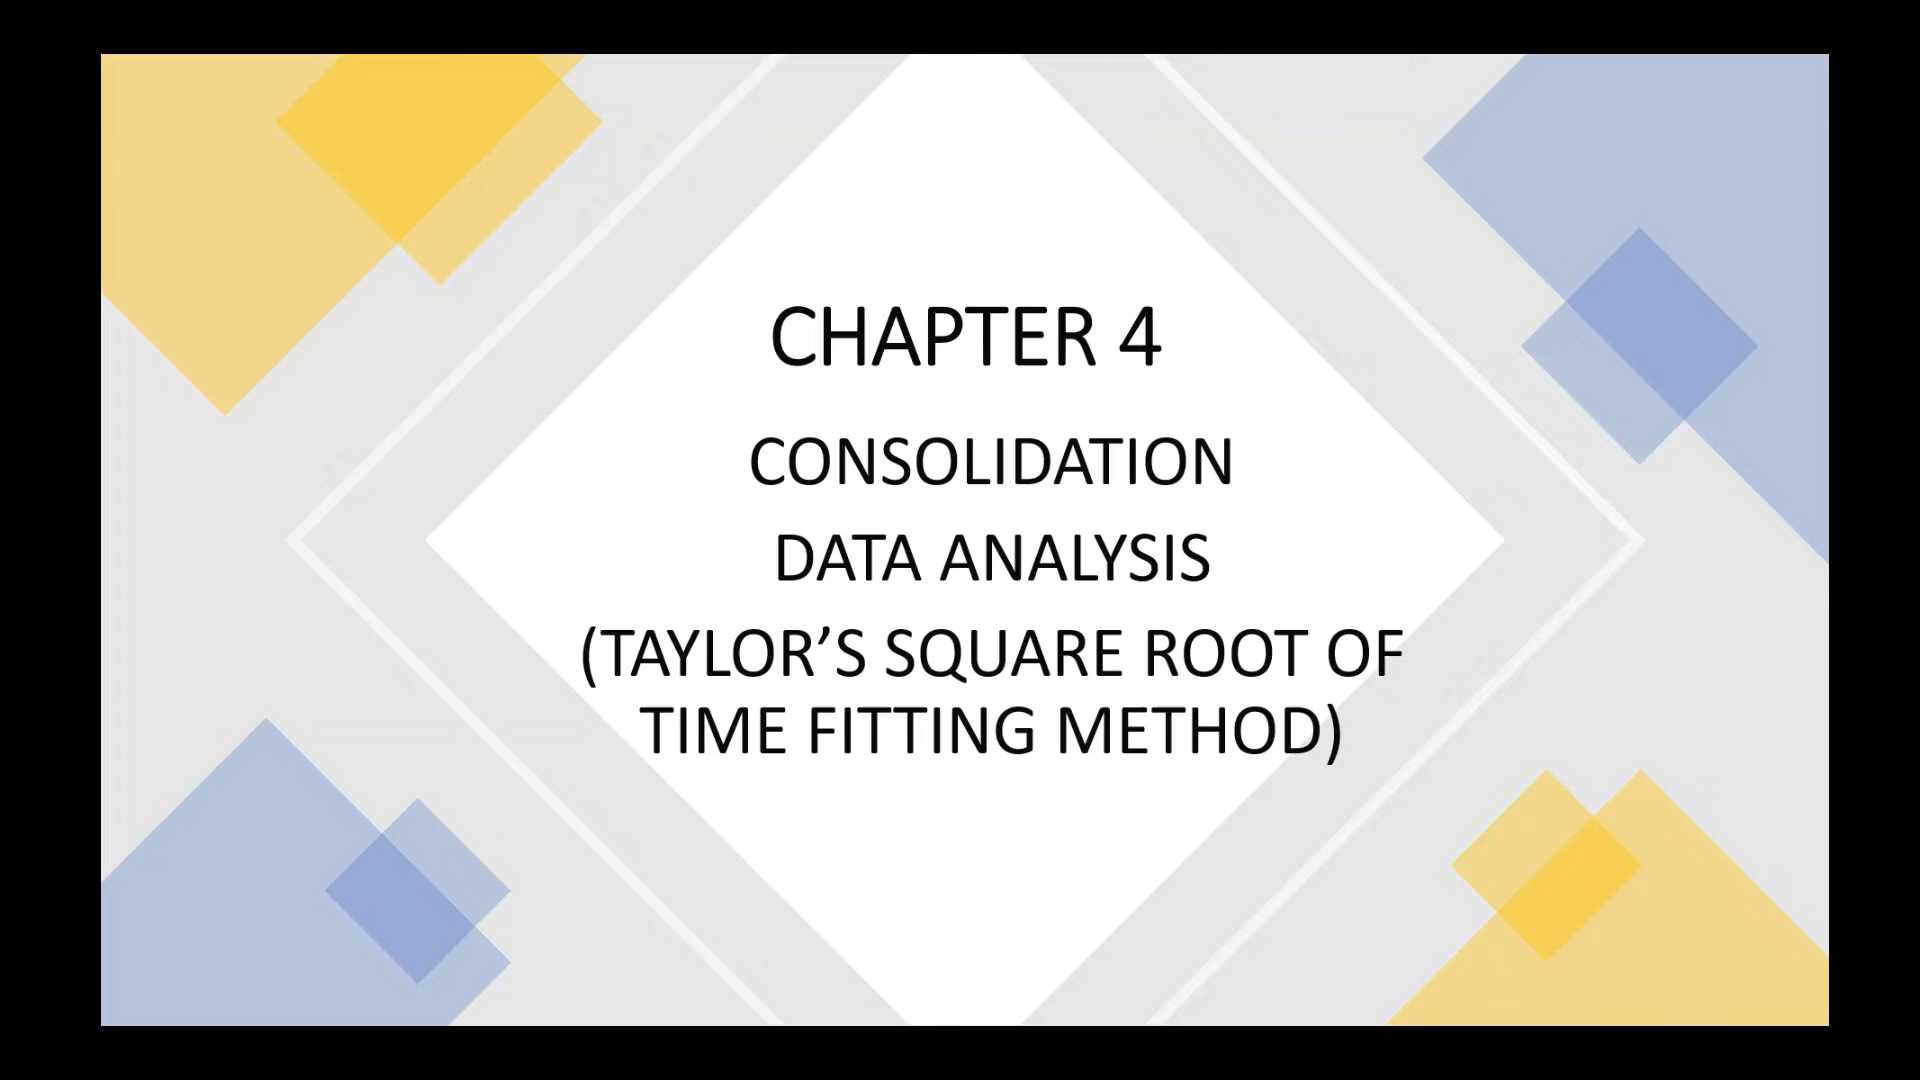 CHAPTER 4
CONSOLIDATION
DATA ANALYSIS
(TAYLOR’S SQUARE ROOT OF
TIME FITTING METHOD)